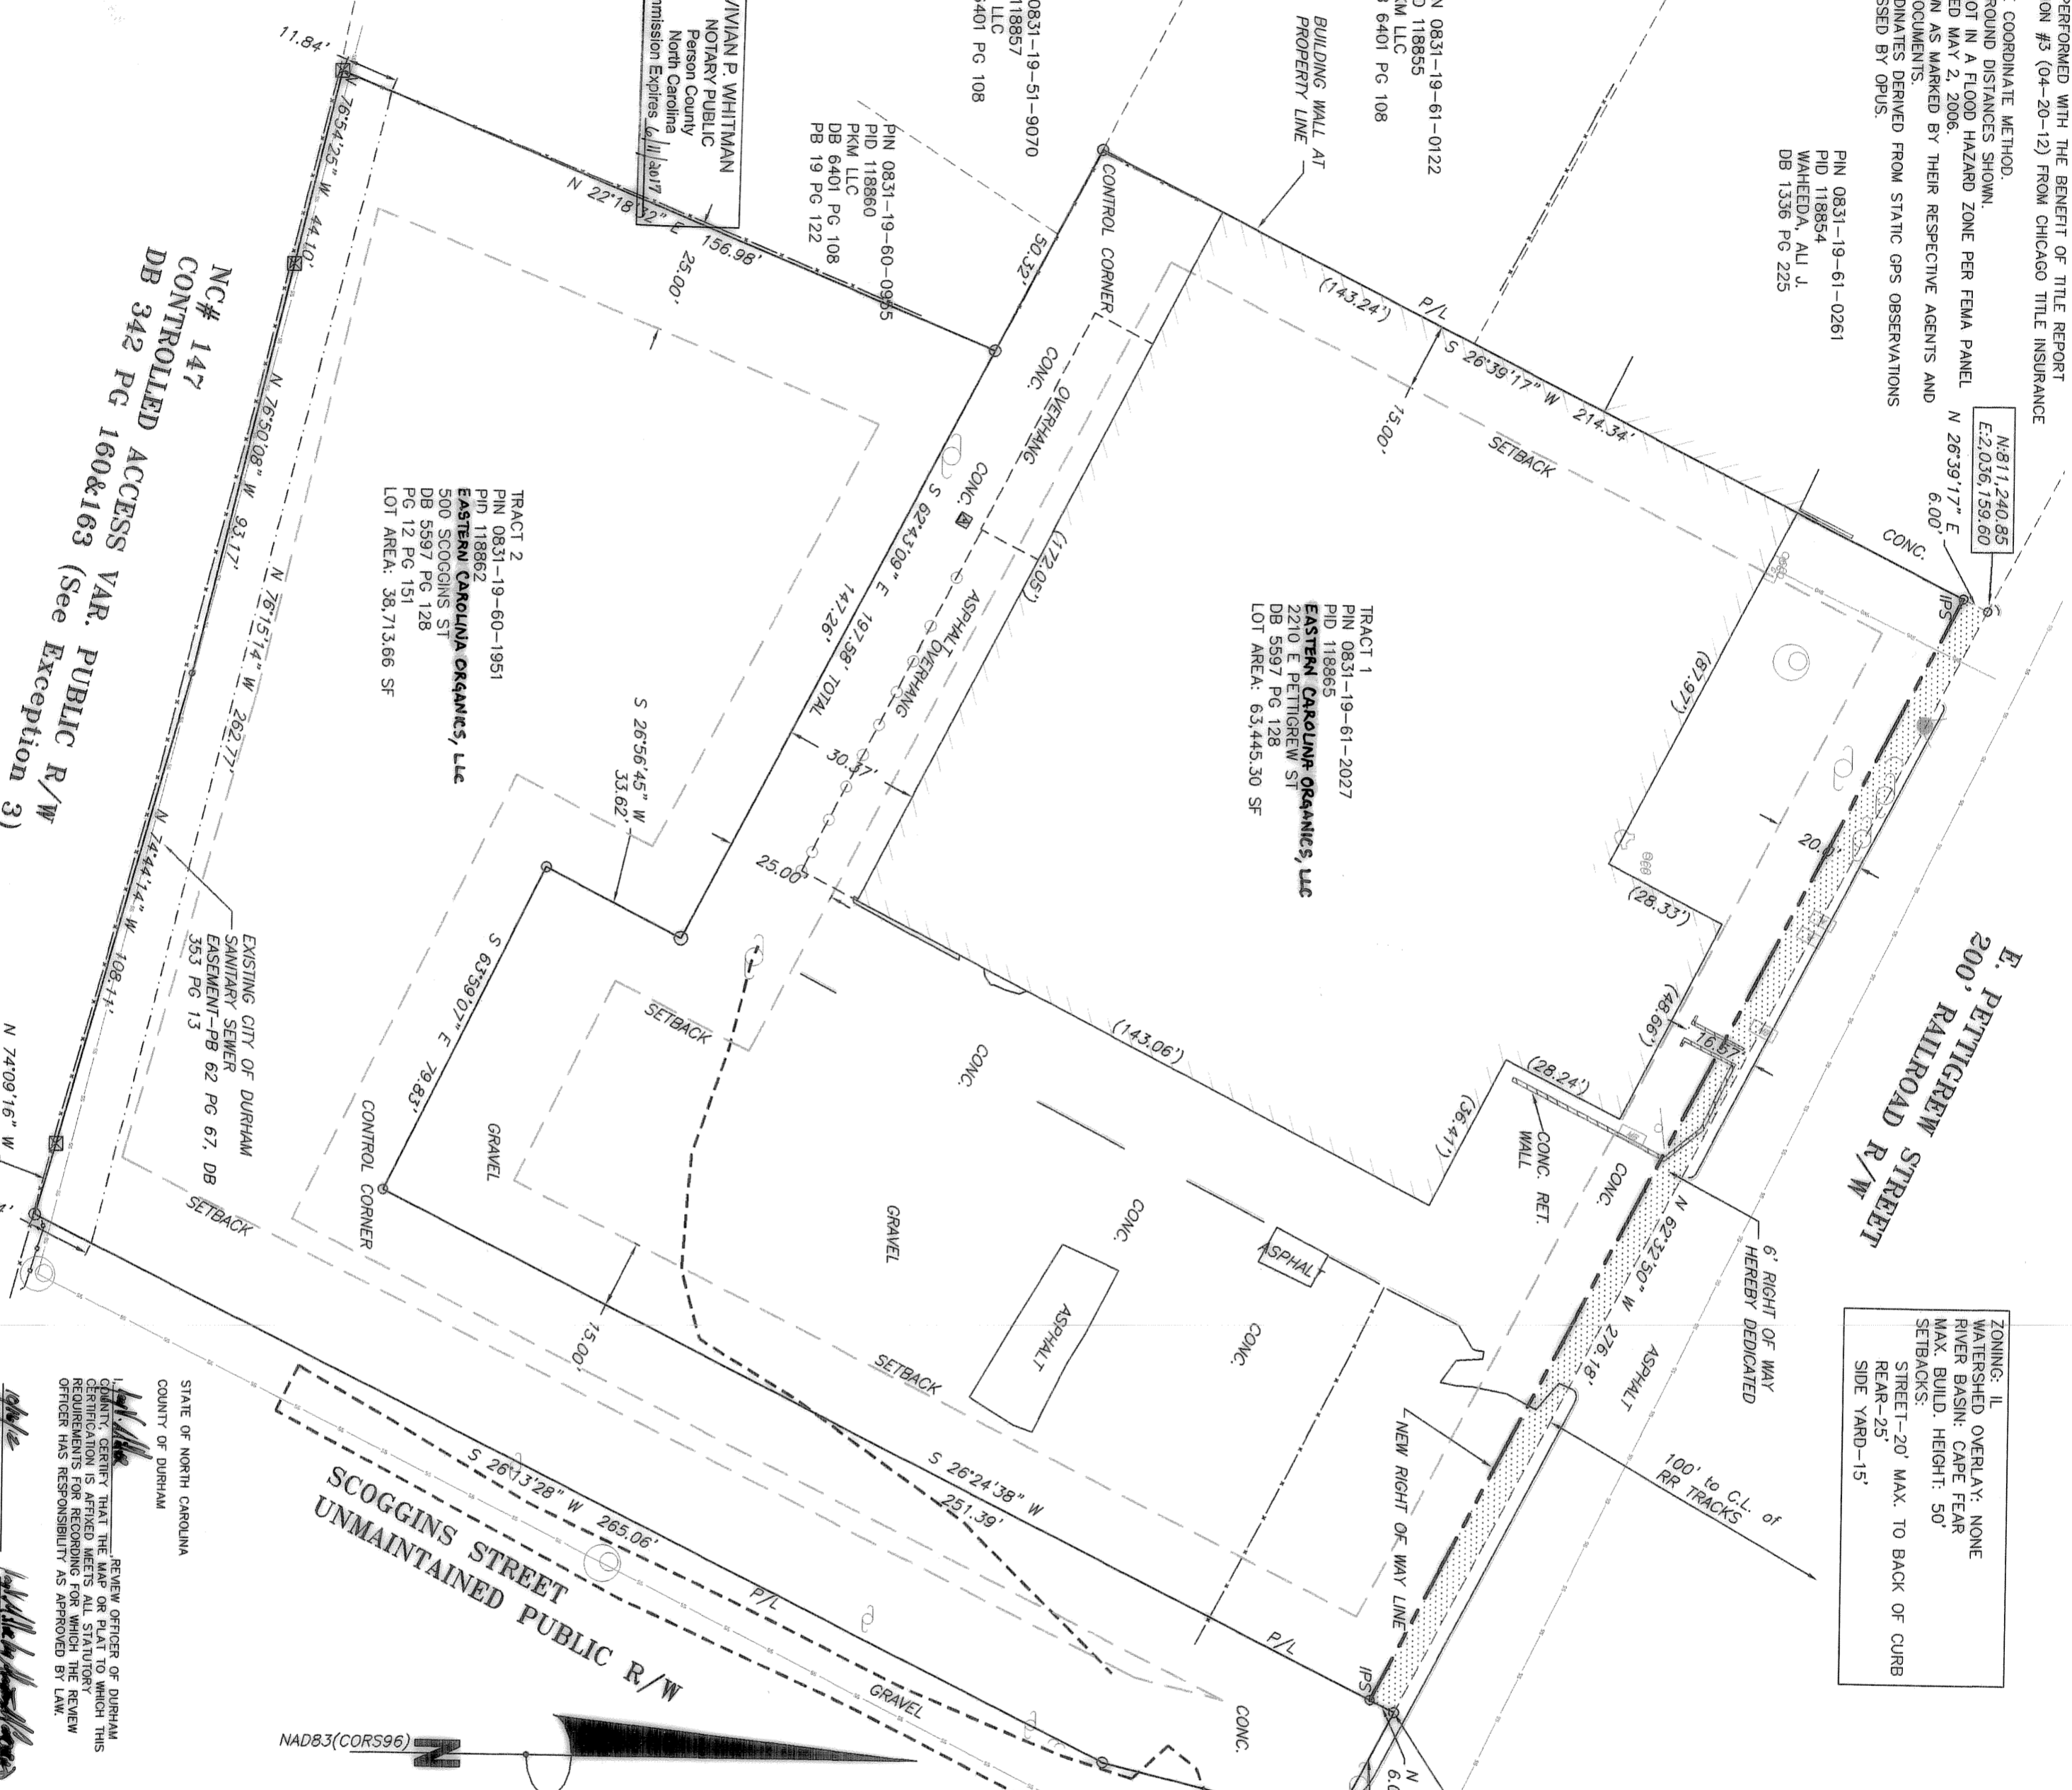 PERFORMED WITH THE BENEFIT OF TITLE REPORT
ON #3 (04-20-12) FROM CHICAGO TITLE INSURANCE
COORDINATE METHOD.
ROUND DISTANCES SHOWN.
OT IN A FLOOD HAZARD ZONE PER FEMA PANEL
ED MAY 2, 2006.
N AS MARKED BY THEIR RESPECTIVE AGENTS AND
OCUMENTS.
DINATES DERIVED FROM STATIC GPS OBSERVATIONS
SSED BY OPUS.
N:811,240.85
E:2,036,159.60
N 26°39'17" E
6.00'
PIN 0831-19-61-0261
PID 118854
WAHEEDA, ALI J.
DB 1336 PG 225
N 0831-19-61-0122
D 118855
KM LLC
B 6401 PG 108
BUILDING WALL AT
PROPERTY LINE
0831-19-51-9070
118857
LLC
6401 PG 108
PIN 0831-19-60-0955
PID 118860
PKM LLC
DB 6401 PG 108
PB 19 PG 122
VIVIAN P. WHITMAN
NOTARY PUBLIC
Person County
North Carolina
mmission Expires 6/11/2017
11.84'
N 76°54'25" W 44.10'
N 22°18'32" E 156.98'
25.00'
50.32'
CONTROL CORNER
(143.24')
P/L
S 26°39'17" W 214.34'
15.00'
SETBACK
CONC.
IPS
E. PETTIGREW STREET
200' RAILROAD R/W
(87.97')
20.
(28.33')
(48.66')
16.57'
(28.24')
(36.41')
CONC. RET.
WALL
CONC.
N 62°32'50" W 276.18'
6' RIGHT OF WAY
HEREBY DEDICATED
ASPHALT
100' to C.L. of
RR TRACKS
NEW RIGHT OF WAY LINE
ZONING: IL
WATERSHED OVERLAY: NONE
RIVER BASIN: CAPE FEAR
MAX. BUILD. HEIGHT: 50'
SETBACKS:
STREET-20' MAX. TO BACK OF CURB
REAR-25'
SIDE YARD-15'
TRACT 1
PIN 0831-19-61-2027
PID 118865
EASTERN CAROLINA ORGANICS, LLC
2210 E PETTIGREW ST
DB 5597 PG 128
LOT AREA: 63,445.30 SF
CONC.
OVERHANG
CONC.
(172.05')
ASPHALT
OVERHANG
S 62°43'09" E 197.58' TOTAL
147.26'
30.37'
25.00'
(143.06')
TRACT 2
PIN 0831-19-60-1951
PID 118862
EASTERN CAROLINA ORGANICS, LLC
500 SCOGGINS ST
DB 5597 PG 128
PG 12 PG 151
LOT AREA: 38,713.66 SF
S 26°56'45" W
33.62'
S 63°59'07" E 79.83'
SETBACK
CONC.
CONC.
CONC.
GRAVEL
GRAVEL
ASPHALT
ASPHALT
CONTROL CORNER
15.00'
SETBACK
S 26°24'38" W
251.39'
P/L
IPS
NC# 147
CONTROLLED ACCESS VAR. PUBLIC R/W
DB 342 PG 160&163 (See Exception 3)
N 76°50'08" W 93.17'
N 76°15'14" W 262.77'
N 74°44'14" W 108.11'
EXISTING CITY OF DURHAM
SANITARY SEWER
EASEMENT-PB 62 PG 67, DB
353 PG 13
N 74°09'16" W
SETBACK
S 26°13'28" W 265.06'
P/L
SCOGGINS STREET
UNMAINTAINED PUBLIC R/W
GRAVEL
CONC.
N
6.0
STATE OF NORTH CAROLINA
COUNTY OF DURHAM
I, REVIEW OFFICER OF DURHAM
COUNTY, CERTIFY THAT THE MAP OR PLAT TO WHICH THIS
CERTIFICATION IS AFFIXED MEETS ALL STATUTORY
REQUIREMENTS FOR RECORDING FOR WHICH THE REVIEW
OFFICER HAS RESPONSIBILITY AS APPROVED BY LAW.
10/16/12
NAD83(CORS96)
N